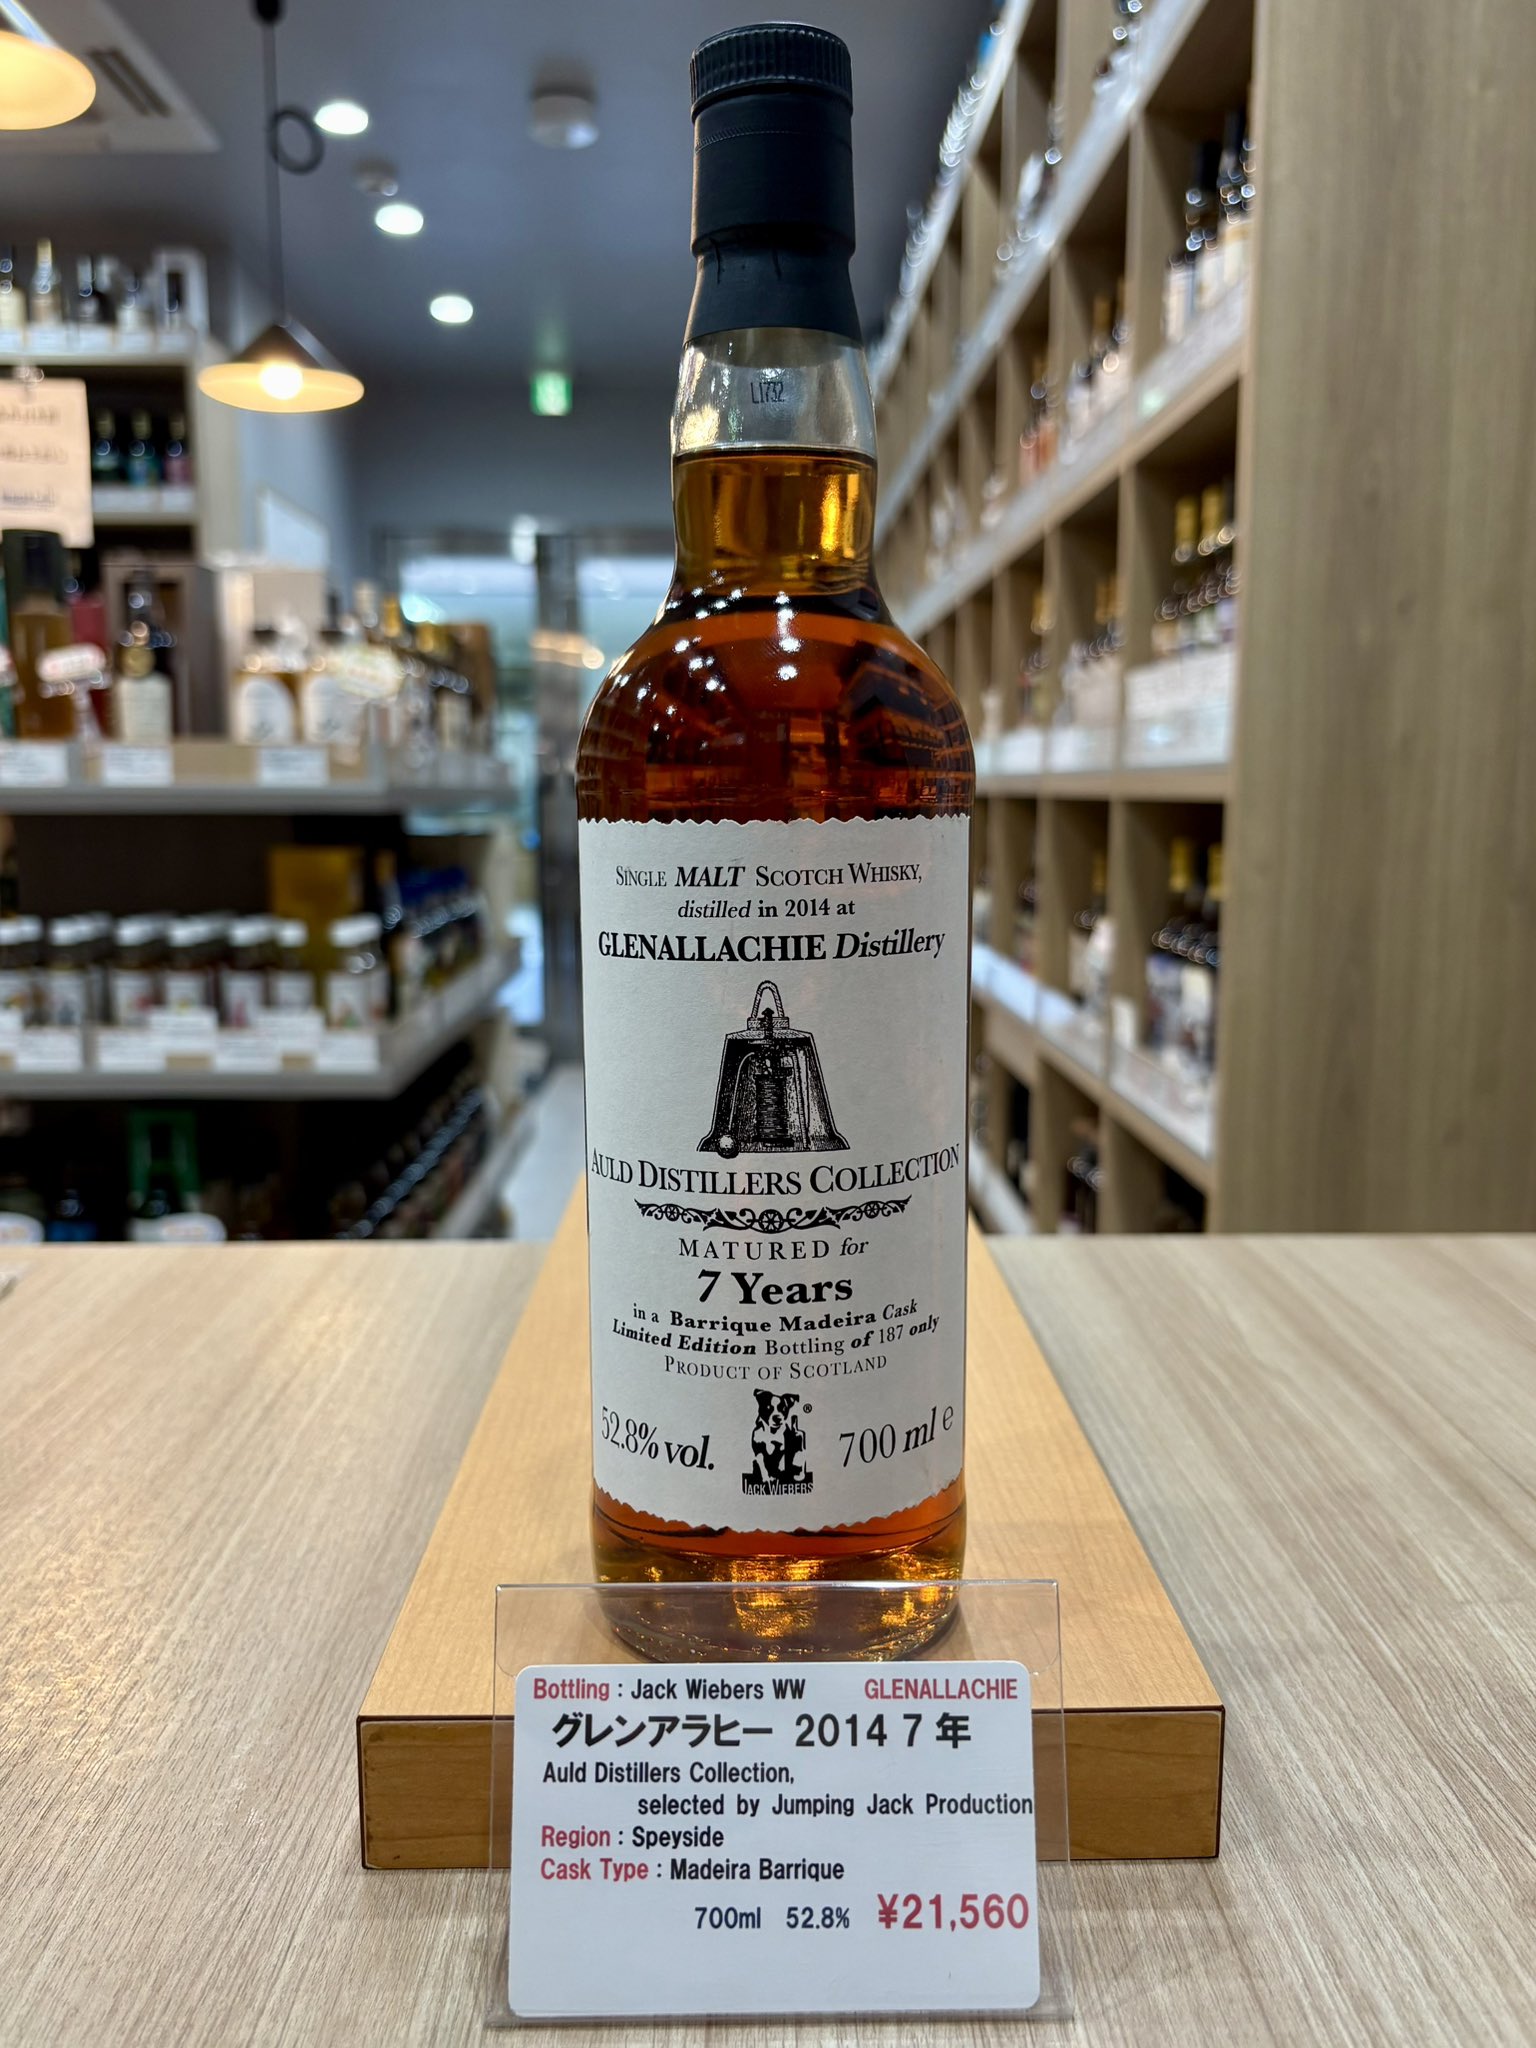 L1732
SINGLE MALT SCOTCH WHISKY,
distilled in 2014 at
GLENALLACHIE Distillery
AULD DISTILLERS COLLECTION
MATURED for
7 Years
in a Barrique Madeira Cask
Limited Edition Bottling of 187 only
PRODUCT OF SCOTLAND
52.8% vol.
®
JACK WIEBERS
700 ml e
Bottling : Jack Wiebers WW GLENALLACHIE
グレンアラヒー 2014 7 年
Auld Distillers Collection,
selected by Jumping Jack Production
Region : Speyside
Cask Type : Madeira Barrique
700ml 52.8% ¥21,560